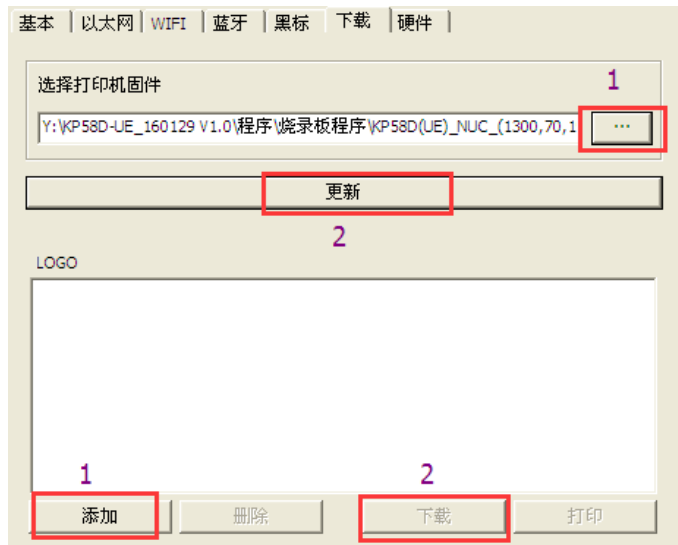 基本 以太网 WIFI 蓝牙 黑标 下载 硬件
选择打印机固件
1
Y:\KP58D-UE_160129 V1.0\程序\烧录板程序\KP58D(UE)_NUC_(1300,70,1 ...
更新
2
LOGO
1 2
添加 删除 下载 打印